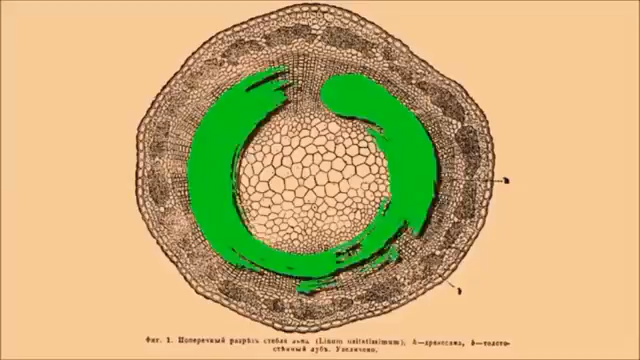 Фиг. 1. Поперечный разрѣзъ стебля льна (Linum usitatissimum), —древесина, —толсто-
стѣнный лубъ. Увеличено.